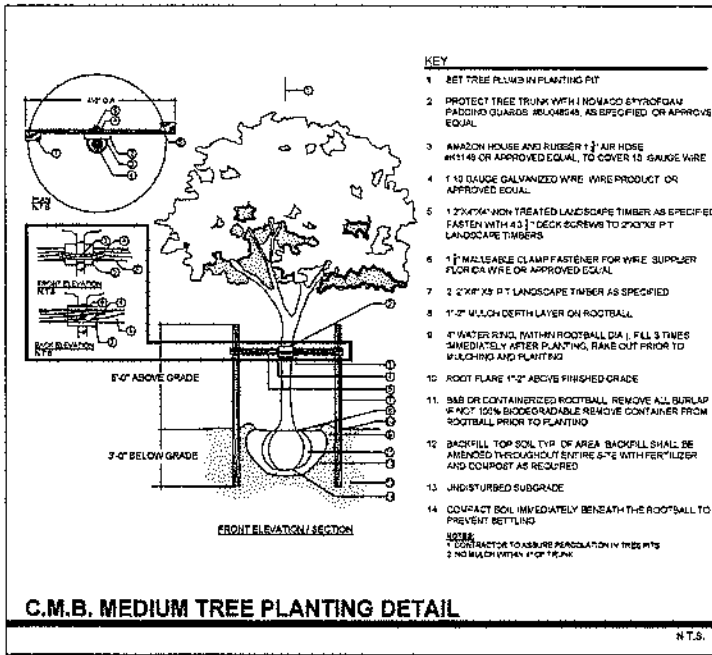 KEY
1 SET TREE PLUMB IN PLANTING PIT
2 PROTECT TREE TRUNK WITH NOMACO STYROFOAM
PADDING GUARDS AS SPECIFIED OR APPROVE
EQUAL
3 AMAZON HOUSE AND RUBBER AIR HOSE
OR APPROVED EQUAL, TO COVER 10 GAUGE WIRE
4 1 10 GAUGE GALVANIZED WIRE WIRE PRODUCT OR
APPROVED EQUAL
5 NON TREATED LANDSCAPE TIMBER AS SPECIFIED
FASTEN WITH DECK SCREWS TO P T
LANDSCAPE TIMBERS
6 MALLEABLE CLAMP FASTENER FOR WIRE SUPPLIER
FLORIDA WIRE OR APPROVED EQUAL
7 P T LANDSCAPE TIMBER AS SPECIFIED
8 1"-2" MULCH DEPTH LAYER ON ROOTBALL
9 4" WATER RING, (WITHIN ROOTBALL DIA), FILL 3 TIMES
IMMEDIATELY AFTER PLANTING, RAKE OUT PRIOR TO
MULCHING AND PLANTING
10 ROOT FLARE 1"-2" ABOVE FINISHED GRADE
11. B&B OR CONTAINERIZED ROOTBALL REMOVE ALL BURLAP
IF NOT 100% BIODEGRADABLE REMOVE CONTAINER FROM
ROOTBALL PRIOR TO PLANTING
12 BACKFILL TOP SOIL TYP. OF AREA BACKFILL SHALL BE
AMENDED THROUGHOUT ENTIRE SITE WITH FERTILIZER
AND COMPOST AS REQUIRED
13 UNDISTURBED SUBGRADE
14 COMPACT SOIL IMMEDIATELY BENEATH THE ROOTBALL TO
PREVENT SETTLING
NOTES:
1 CONTRACTOR TO ASSURE PERCOLATION IN TREE PITS
2 NO MULCH WITHIN OF TRUNK
PLAN
N.T.S
FRONT ELEVATION
N.T.S
BACK ELEVATION
N.T.S
6'-0" ABOVE GRADE
3'-0" BELOW GRADE
FRONT ELEVATION / SECTION
C.M.B. MEDIUM TREE PLANTING DETAIL
N.T.S.